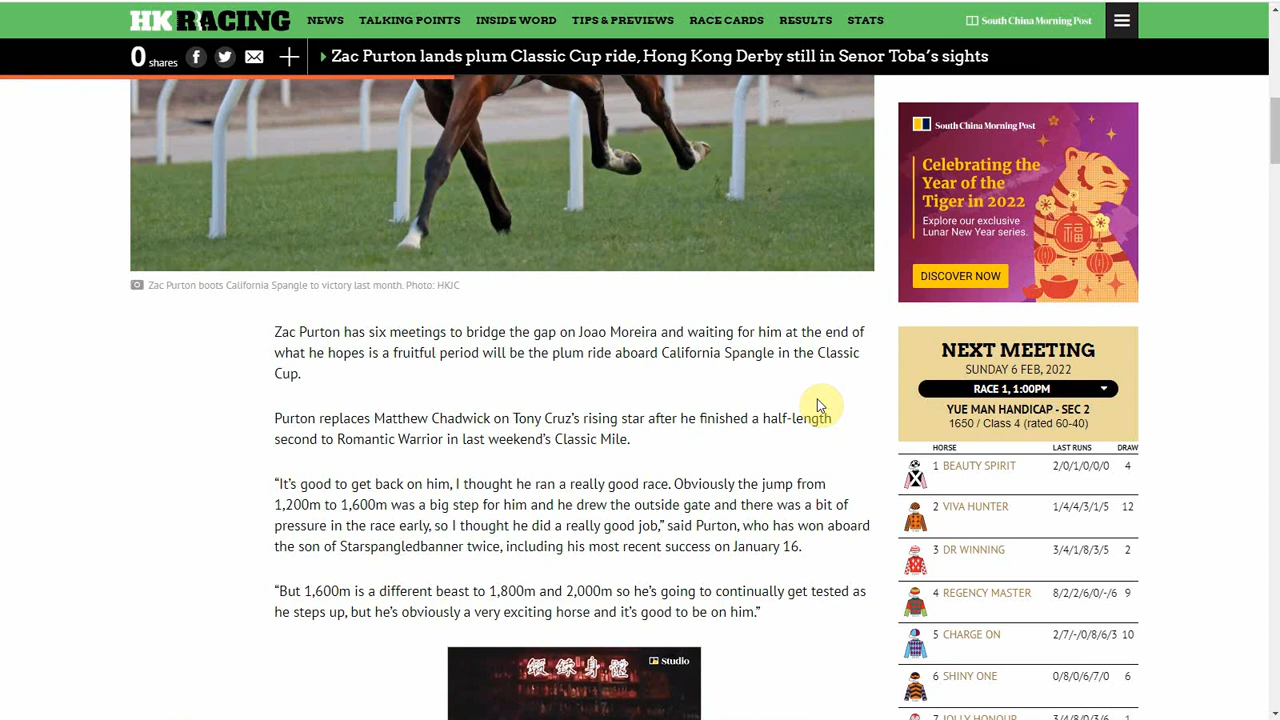 HK RACING
NEWS TALKING POINTS INSIDE WORD TIPS & PREVIEWS RACE CARDS RESULTS STATS
South China Morning Post
0 shares
Zac Purton lands plum Classic Cup ride, Hong Kong Derby still in Senor Toba’s sights
Zac Purton boots California Spangle to victory last month. Photo: HKJC
Zac Purton has six meetings to bridge the gap on Joao Moreira and waiting for him at the end of
what he hopes is a fruitful period will be the plum ride aboard California Spangle in the Classic
Cup.
Purton replaces Matthew Chadwick on Tony Cruz’s rising star after he finished a half-length
second to Romantic Warrior in last weekend’s Classic Mile.
“It’s good to get back on him, I thought he ran a really good race. Obviously the jump from
1,200m to 1,600m was a big step for him and he drew the outside gate and there was a bit of
pressure in the race early, so I thought he did a really good job,” said Purton, who has won aboard
the son of Starspangledbanner twice, including his most recent success on January 16.
“But 1,600m is a different beast to 1,800m and 2,000m so he’s going to continually get tested as
he steps up, but he’s obviously a very exciting horse and it’s good to be on him.”
Studio
South China Morning Post
Celebrating the
Year of the
Tiger in 2022
Explore our exclusive
Lunar New Year series.
DISCOVER NOW
福
NEXT MEETING
SUNDAY 6 FEB, 2022
RACE 1, 1:00PM
YUE MAN HANDICAP - SEC 2
1650 / Class 4 (rated 60-40)
HORSE LAST RUNS DRAW
1 BEAUTY SPIRIT 2/0/1/0/0/0 4
2 VIVA HUNTER 1/4/4/3/1/5 12
3 DR WINNING 3/4/1/8/3/5 2
4 REGENCY MASTER 8/2/2/6/0/-/6 9
5 CHARGE ON 2/7/-/0/8/6/3 10
6 SHINY ONE 0/8/0/6/7/0 6
7 JOLLY HONOUR 3/4/8/0/3/6 1